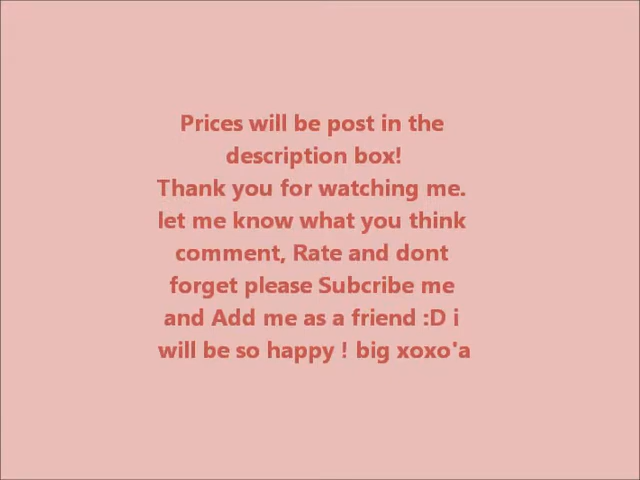 Prices will be post in the
description box!
Thank you for watching me.
let me know what you think
comment, Rate and dont
forget please Subcribe me
and Add me as a friend :D i
will be so happy ! big xoxo'a